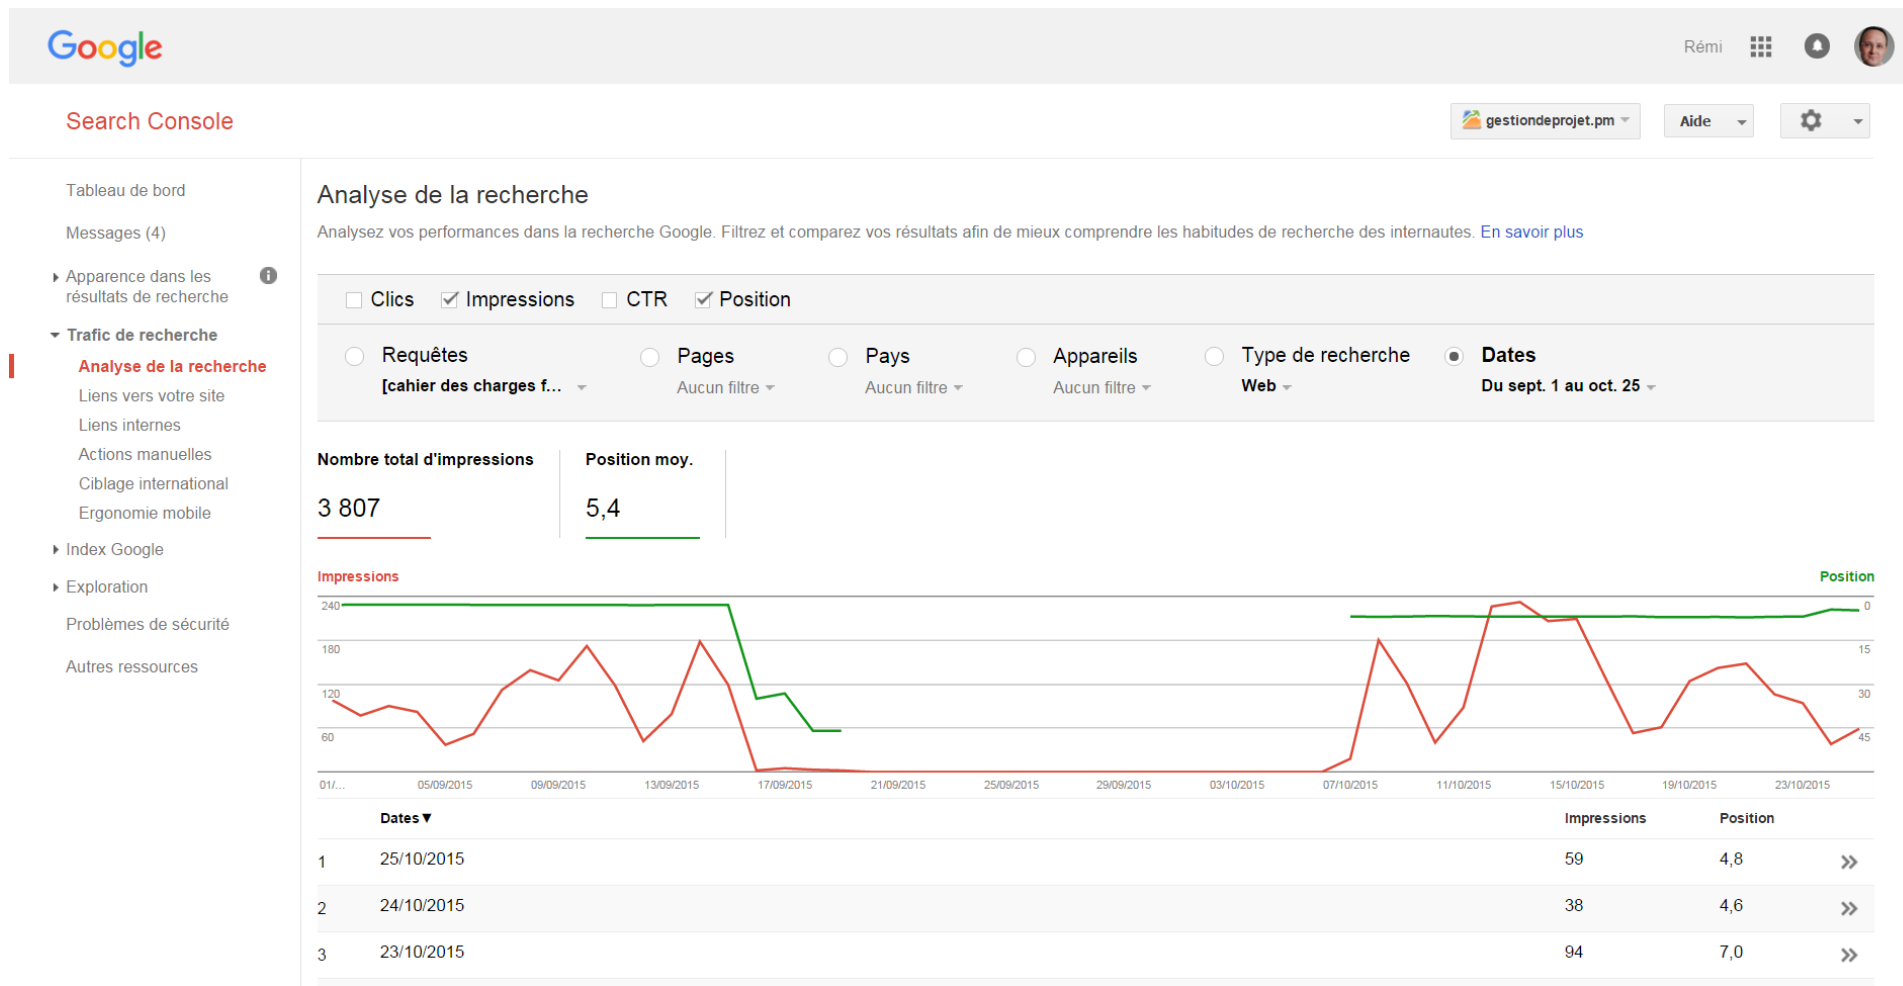 Google
Rémi
Search Console
gestiondeprojet.pm
Aide
Tableau de bord
Messages (4)
Apparence dans les
résultats de recherche
Trafic de recherche
Analyse de la recherche
Liens vers votre site
Liens internes
Actions manuelles
Ciblage international
Ergonomie mobile
Index Google
Exploration
Problèmes de sécurité
Autres ressources
Analyse de la recherche
Analysez vos performances dans la recherche Google. Filtrez et comparez vos résultats afin de mieux comprendre les habitudes de recherche des internautes. En savoir plus
Clics Impressions CTR Position
Requêtes Pages Pays Appareils Type de recherche Dates
[cahier des charges f... Aucun filtre Aucun filtre Aucun filtre Web Du sept. 1 au oct. 25
Nombre total d'impressions Position moy.
3 807 5,4
Impressions Position
240 0
180 15
120 30
60 45
01/... 05/09/2015 09/09/2015 13/09/2015 17/09/2015 21/09/2015 25/09/2015 29/09/2015 03/10/2015 07/10/2015 11/10/2015 15/10/2015 19/10/2015 23/10/2015
Dates▼ Impressions Position
1 25/10/2015 59 4,8
2 24/10/2015 38 4,6
3 23/10/2015 94 7,0